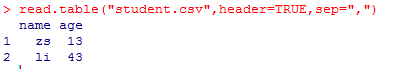 > read.table("student.csv",header=TRUE,sep=",")
name age
1 zs 13
2 li 43